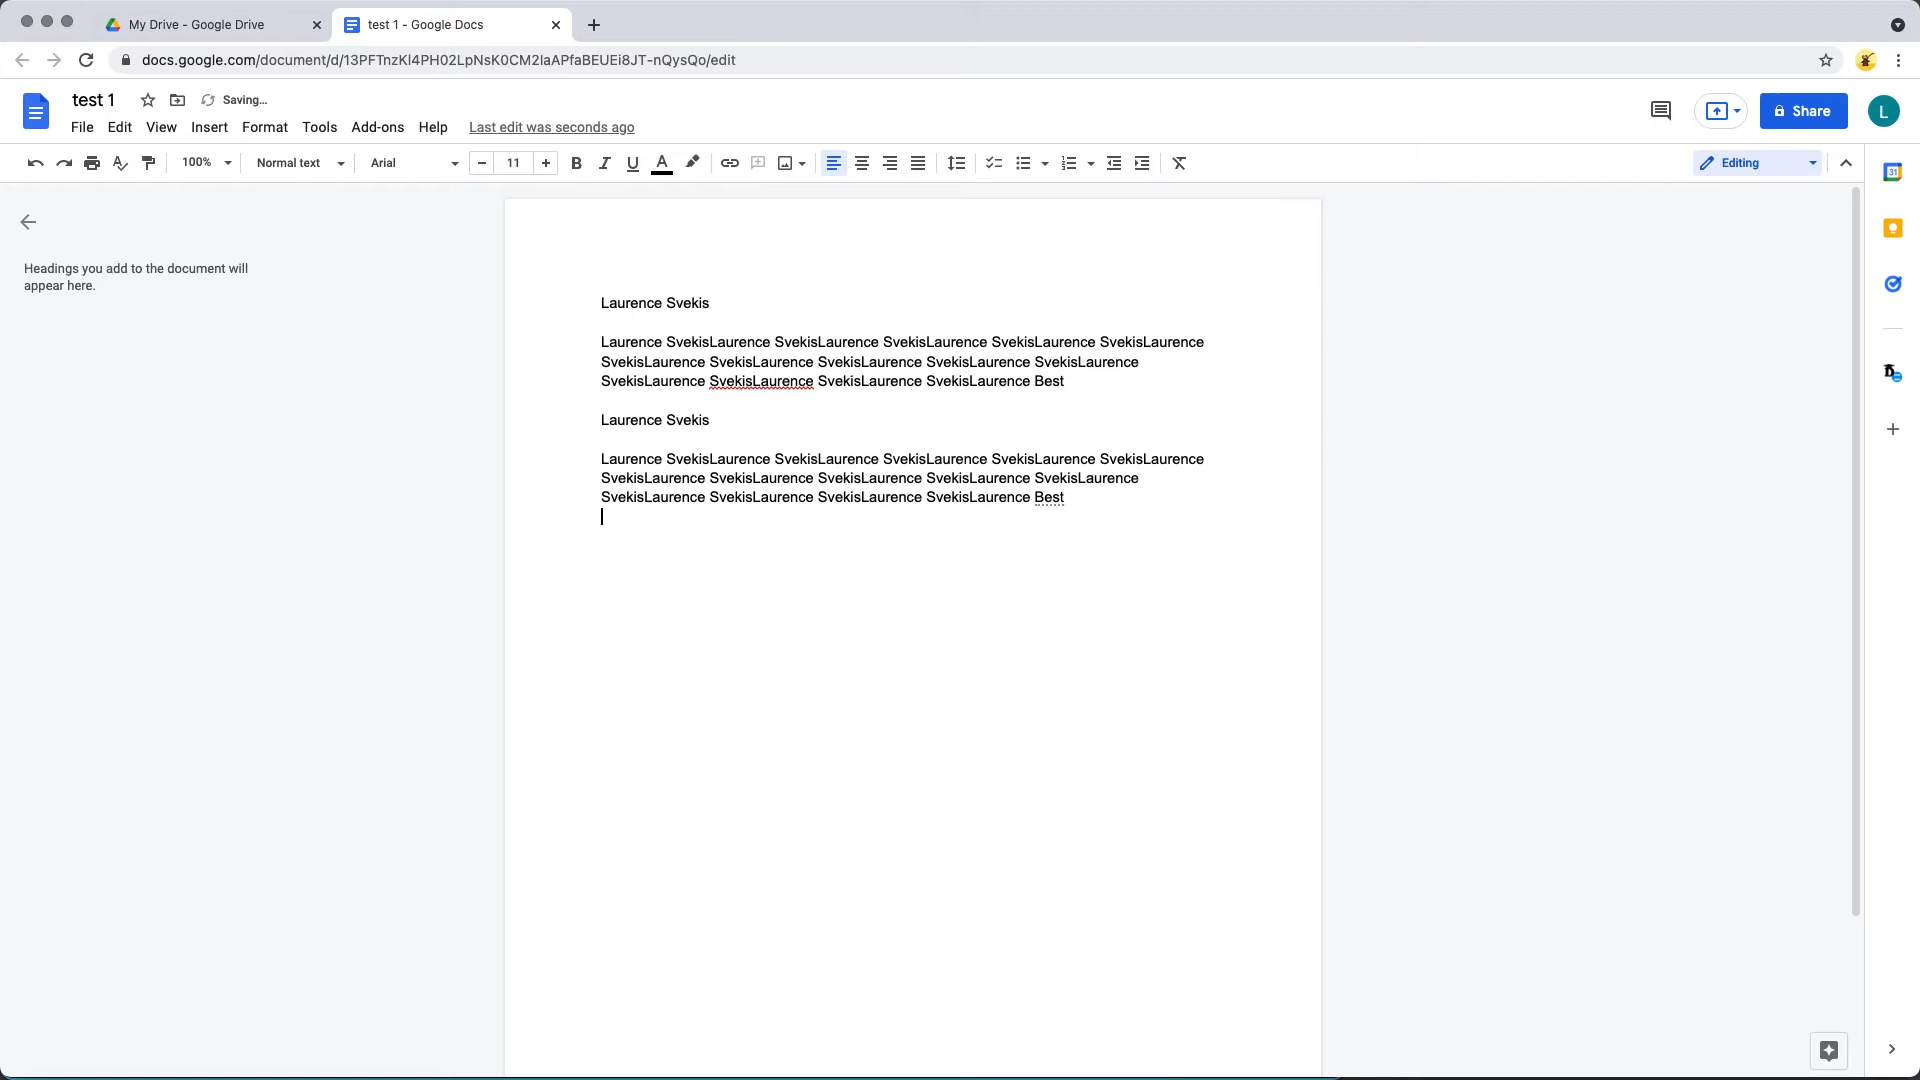 My Drive - Google Drive
test 1 - Google Docs
docs.google.com/document/d/13PFTnzKl4PH02LpNsK0CM2laAPfaBEUEi8JT-nQysQo/edit
test 1
Saving...
File Edit View Insert Format Tools Add-ons Help Last edit was seconds ago
Share
L
100% Normal text Arial 11 Editing
31
Headings you add to the document will
appear here.
Laurence Svekis
Laurence SvekisLaurence SvekisLaurence SvekisLaurence SvekisLaurence SvekisLaurence
SvekisLaurence SvekisLaurence SvekisLaurence SvekisLaurence SvekisLaurence
SvekisLaurence SvekisLaurence SvekisLaurence SvekisLaurence Best
Laurence Svekis
Laurence SvekisLaurence SvekisLaurence SvekisLaurence SvekisLaurence SvekisLaurence
SvekisLaurence SvekisLaurence SvekisLaurence SvekisLaurence SvekisLaurence
SvekisLaurence SvekisLaurence SvekisLaurence SvekisLaurence Best